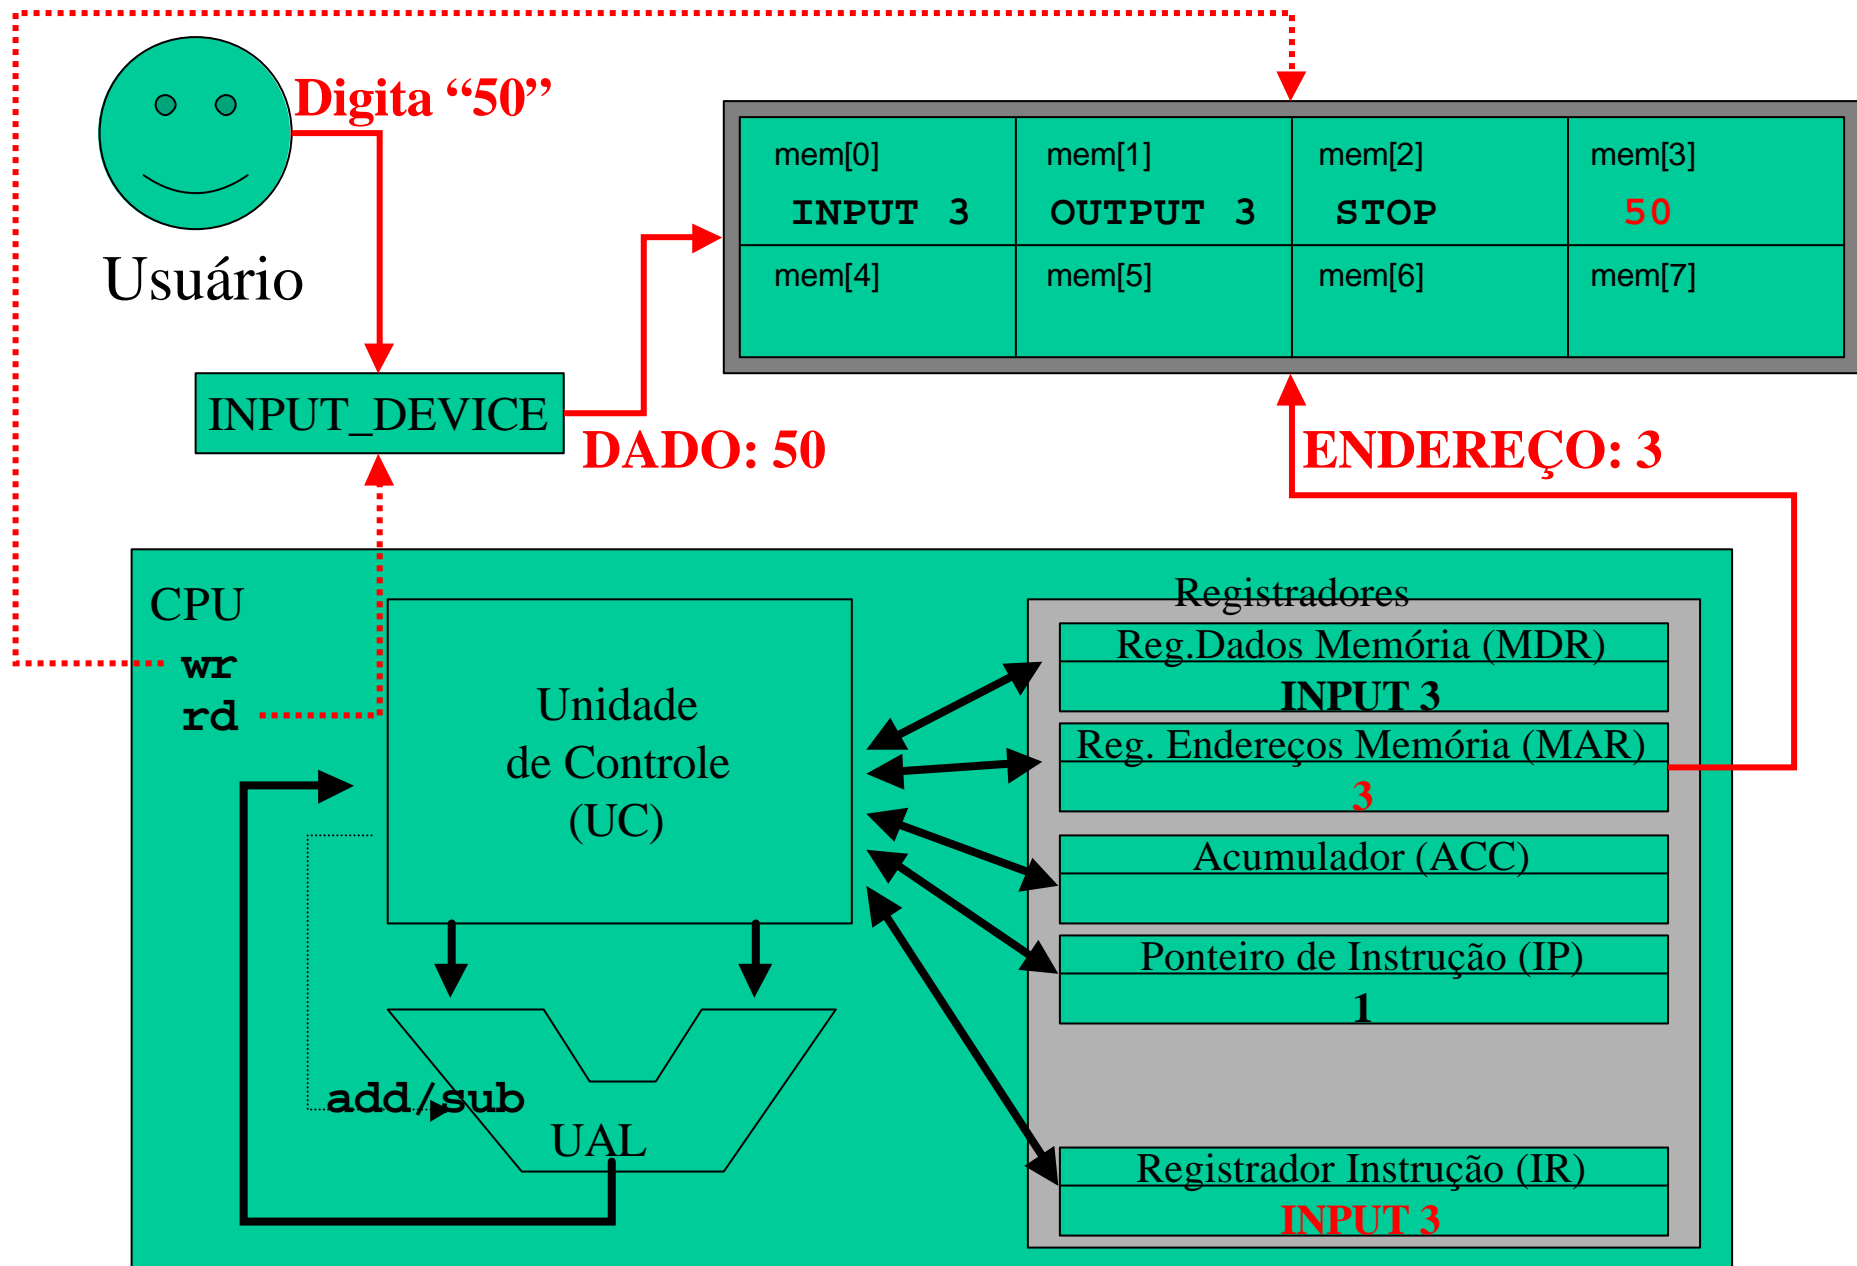 Digita “50”
Usuário
mem[0] mem[1] mem[2] mem[3]
INPUT 3 OUTPUT 3 STOP 50
mem[4] mem[5] mem[6] mem[7]
INPUT_DEVICE
DADO: 50
ENDEREÇO: 3
CPU
wr
rd
Unidade
de Controle
(UC)
add/sub
UAL
Registradores
Reg.Dados Memória (MDR)
INPUT 3
Reg. Endereços Memória (MAR)
3
Acumulador (ACC)
Ponteiro de Instrução (IP)
1
Registrador Instrução (IR)
INPUT 3